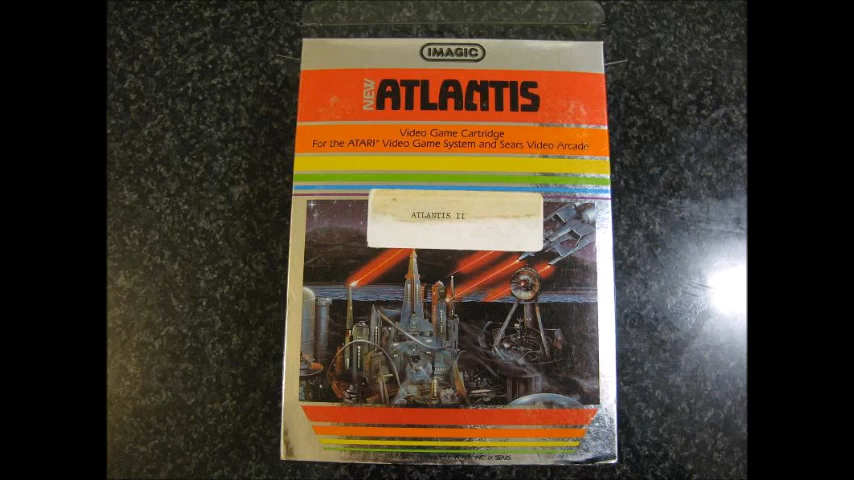 IMAGIC
NEW ATLANTIS
Video Game Cartridge
For the ATARI® Video Game System and Sears Video Arcade
ATLANTIS II